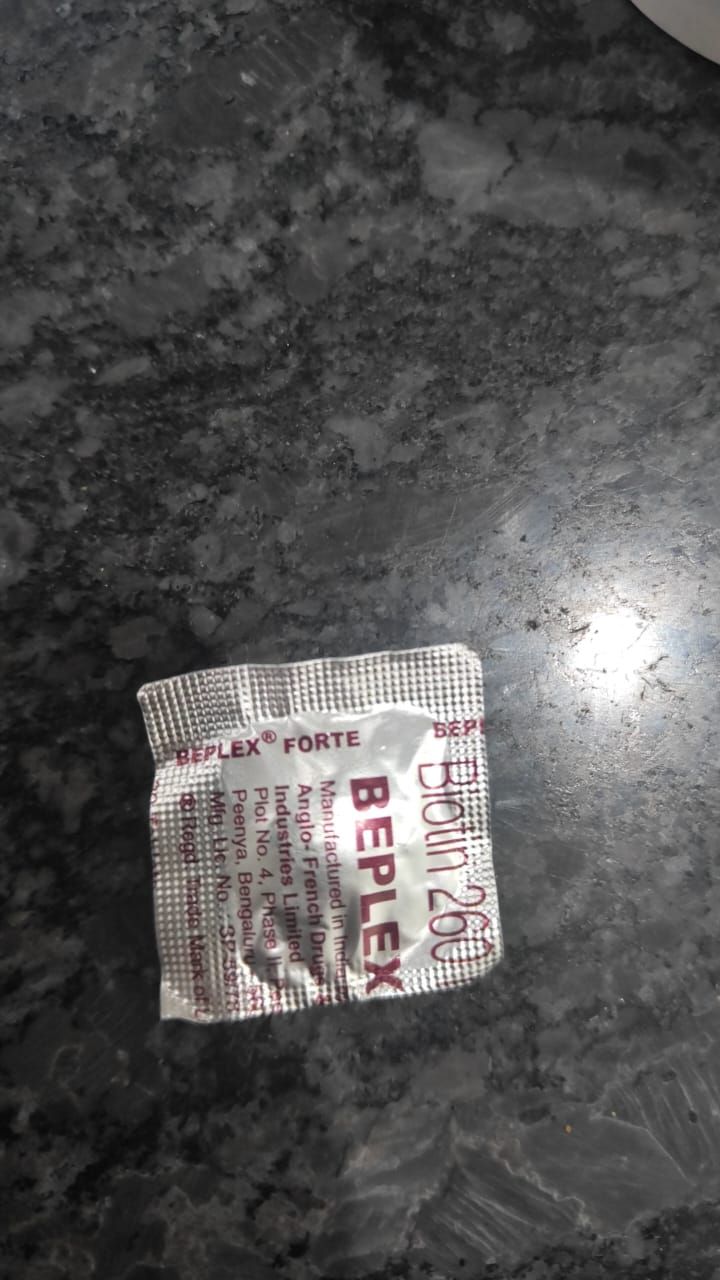 BEPLEX® FORTE
BEPL
Biotin 260
BEPLEX
Manufactured in India
Anglo-French Drugs &
Industries Limited
Plot No. 4, Phase II,
Peenya, Bengaluru
Mfg. Lic. No.
® Regd. Trade Mark of